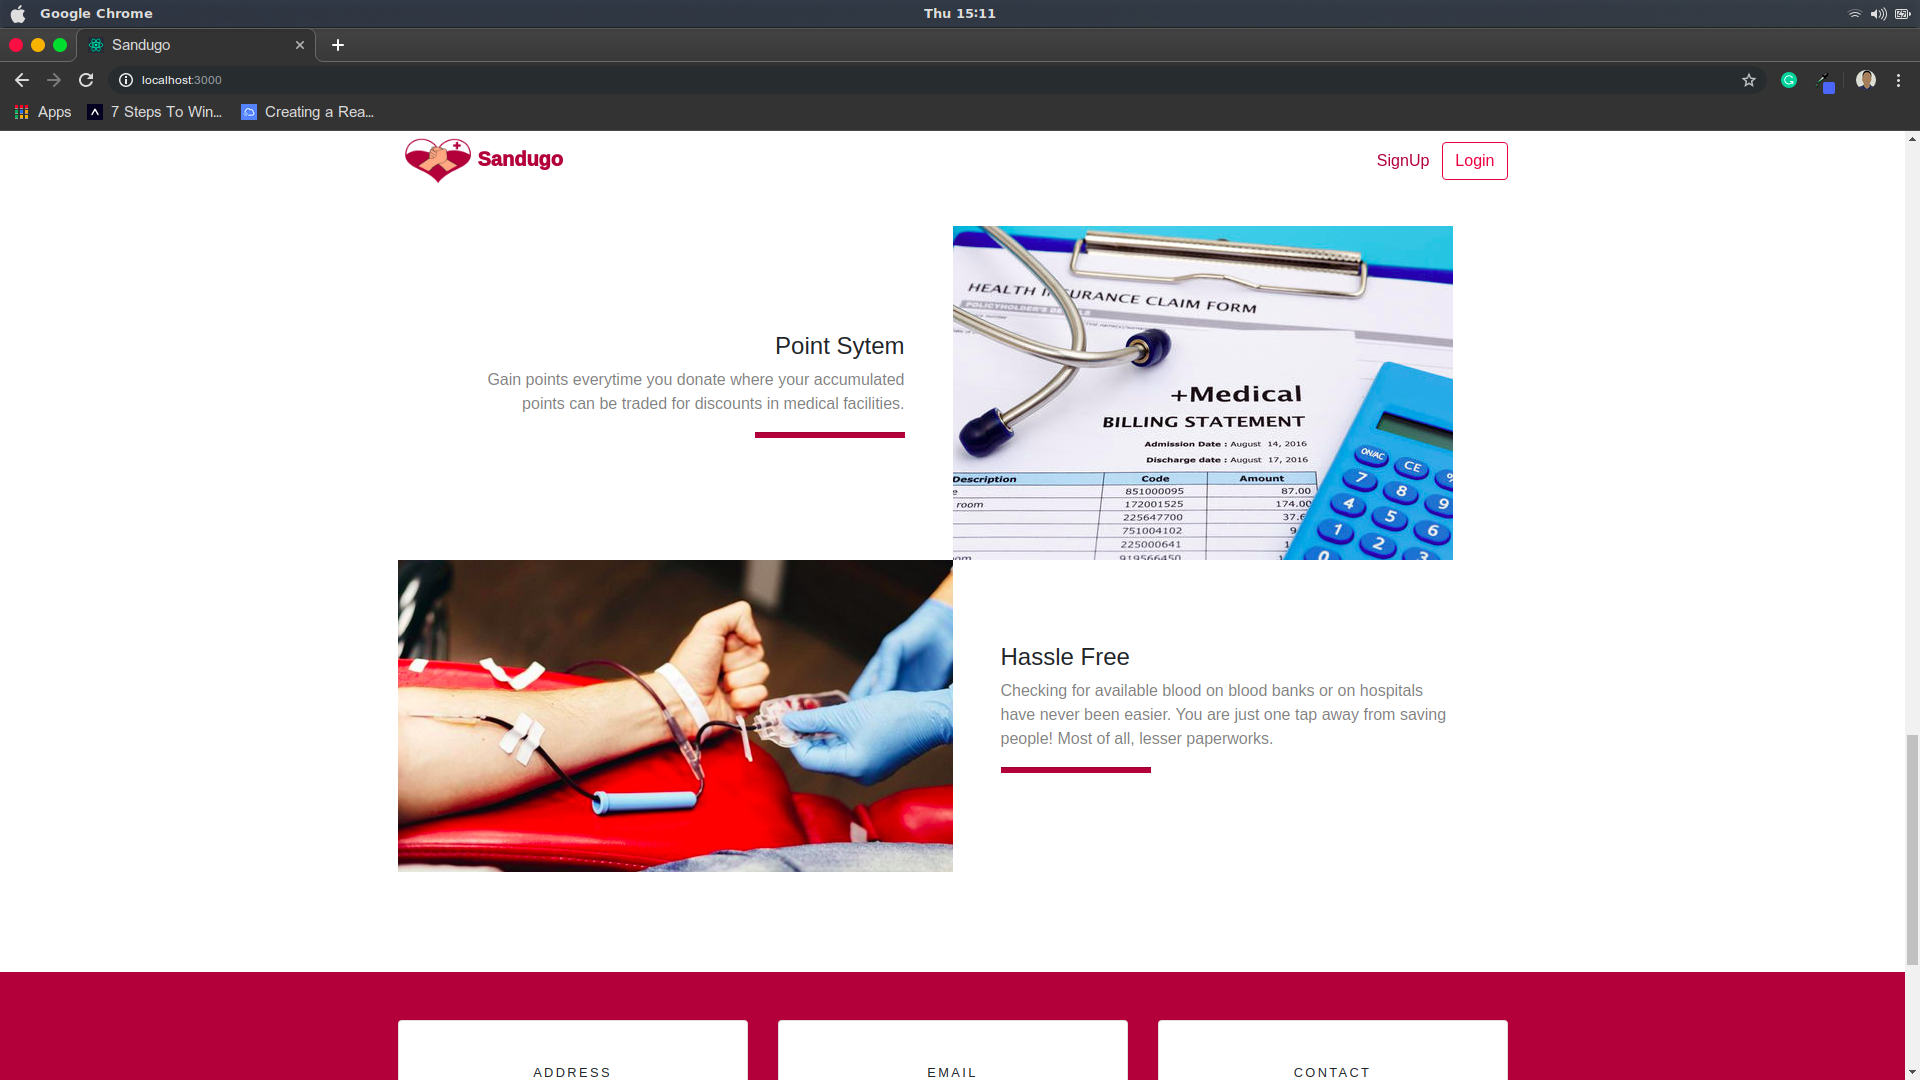 Google Chrome
Thu 15:11
Sandugo
localhost:3000
Apps
7 Steps To Win...
Creating a Rea...
Sandugo
SignUp
Login
Point Sytem
Gain points everytime you donate where your accumulated
points can be traded for discounts in medical facilities.
HEALTH INSURANCE CLAIM FORM
POLICYHOLDER'S DETAILS
+Medical
BILLING STATEMENT
Admission Date : August 14, 2016
Discharge date : August 17, 2016
Description Code Amount
e 851000095 87.00
room 172001525 174.00
225647700 37.6
751004102 9
225000641 1
919566450 1
ON/AC CE %
7 8 9
4 5 6
1 2 3
0
Hassle Free
Checking for available blood on blood banks or on hospitals
have never been easier. You are just one tap away from saving
people! Most of all, lesser paperworks.
ADDRESS
EMAIL
CONTACT